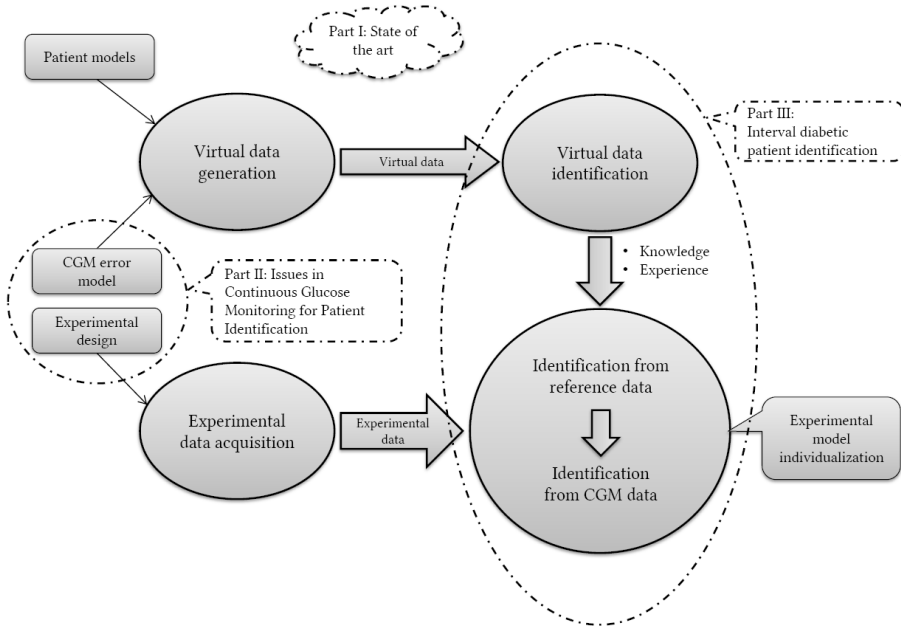 Part I: State of
the art
Patient models
Virtual data
generation
Virtual data
Virtual data
identification
Part III:
Interval diabetic
patient identification
CGM error
model
Part II: Issues in
Continuous Glucose
Monitoring for Patient
Identification
• Knowledge
• Experience
Experimental
design
Experimental
data acquisition
Experimental
data
Identification from
reference data
Identification
from CGM data
Experimental
model
individualization